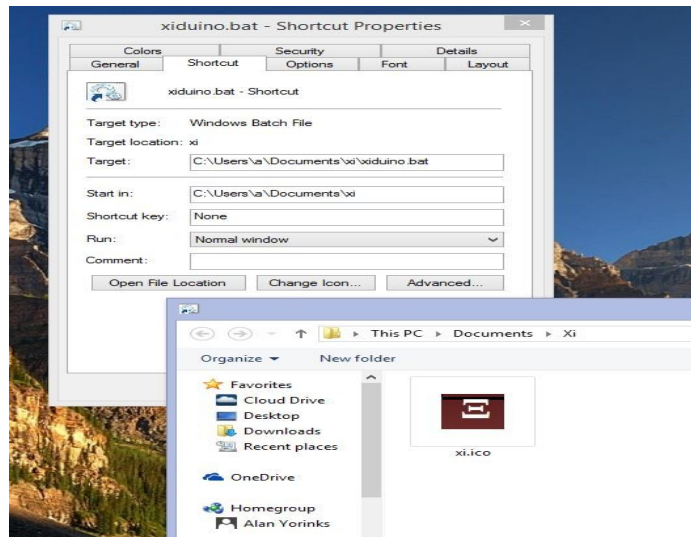 xiduino.bat - Shortcut Properties
Colors Security Details
General Shortcut Options Font Layout
xiduino.bat - Shortcut
Target type: Windows Batch File
Target location: xi
Target: C:\Users\a\Documents\xi\xiduino.bat
Start in: C:\Users\a\Documents\xi
Shortcut key: None
Run: Normal window
Comment:
Open File Location Change Icon... Advanced...
This PC Documents Xi
Organize New folder
Favorites
Cloud Drive
Desktop
Downloads
Recent places
OneDrive
Homegroup
Alan Yorinks
xi.ico